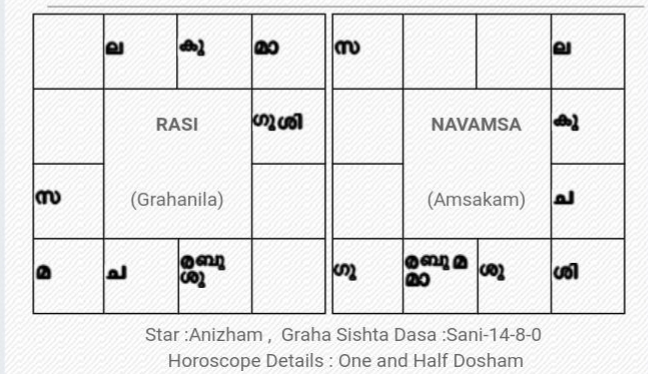 ല കു മാ സ ല
RASI ഗു ശി NAVAMSA കു
സ (Grahanila) (Amsakam) ച
മ ച ര ബു ഗു ര ബു മ ശു ശി
ശു മാ
Star :Anizham , Graha Sishta Dasa :Sani-14-8-0
Horoscope Details : One and Half Dosham